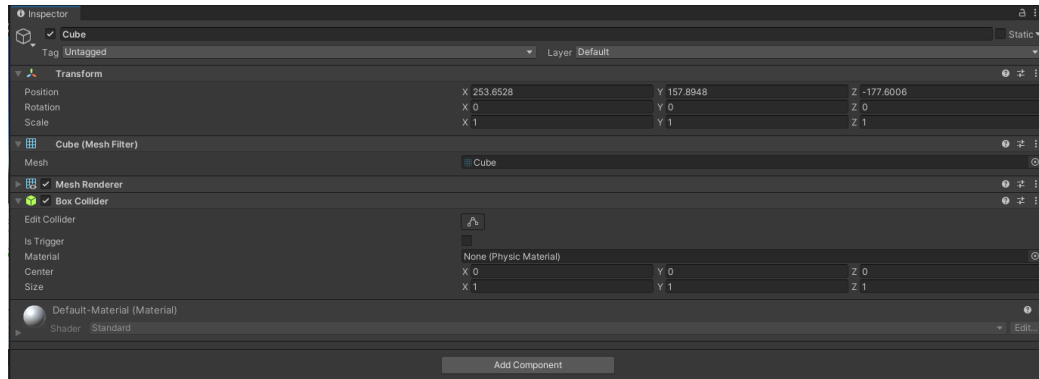 Inspector
Cube Static
Tag Untagged Layer Default
Transform
Position X 253.6528 Y 157.8948 Z -177.6006
Rotation X 0 Y 0 Z 0
Scale X 1 Y 1 Z 1
Cube (Mesh Filter)
Mesh Cube
Mesh Renderer
Box Collider
Edit Collider
Is Trigger
Material None (Physic Material)
Center X 0 Y 0 Z 0
Size X 1 Y 1 Z 1
Default-Material (Material)
Shader Standard Edit...
Add Component